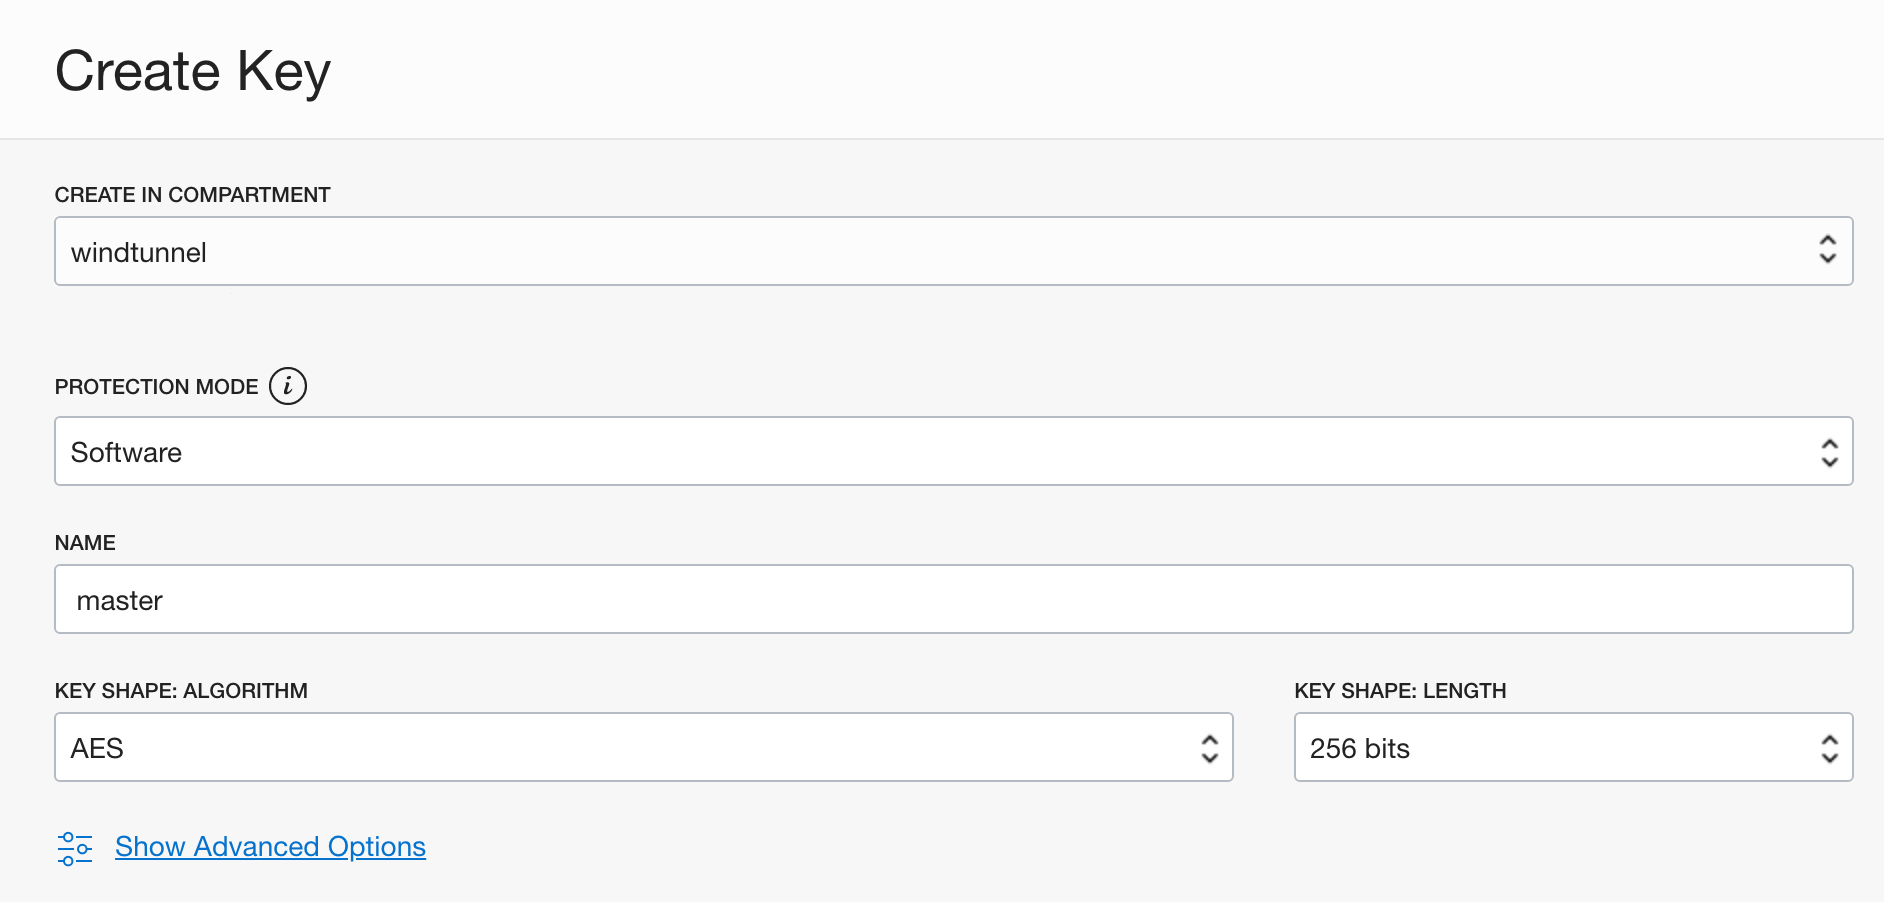 Create Key
CREATE IN COMPARTMENT
windtunnel
PROTECTION MODE i
Software
NAME
master
KEY SHAPE: ALGORITHM
KEY SHAPE: LENGTH
AES
256 bits
Show Advanced Options